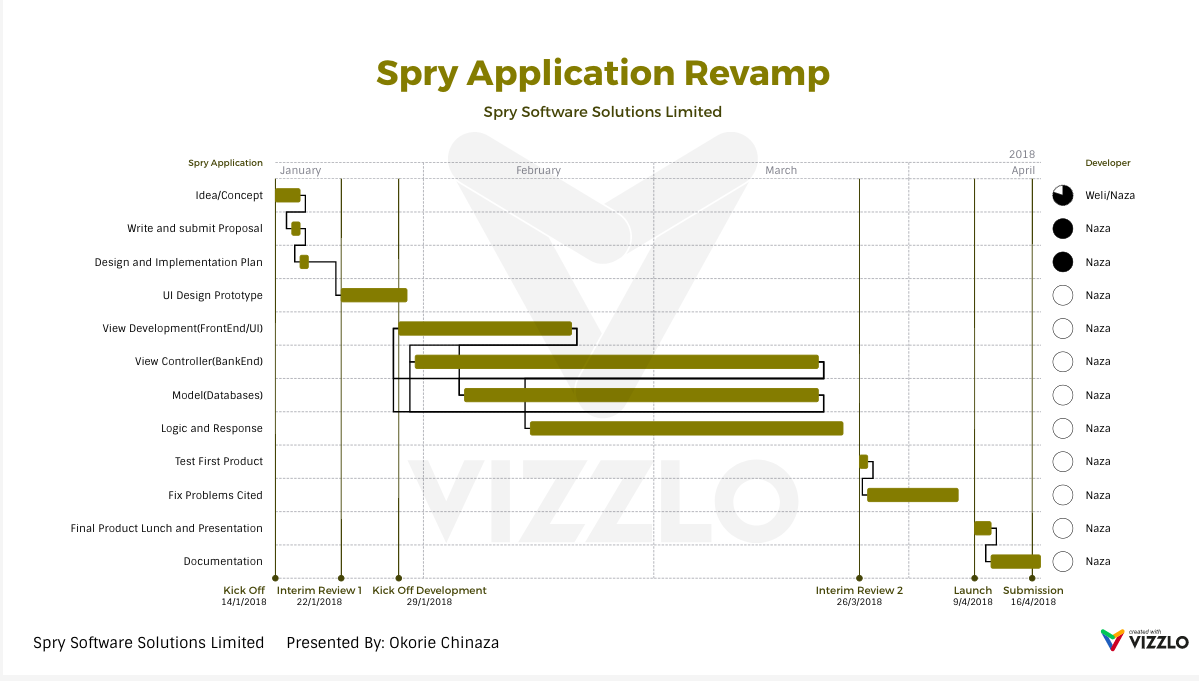 Spry Application Revamp
Spry Software Solutions Limited
2018
Spry Application
Developer
January February March April
Idea/Concept Weli/Naza
Write and submit Proposal Naza
Design and Implementation Plan Naza
UI Design Prototype Naza
View Development(FrontEnd/UI) Naza
View Controller(BankEnd) Naza
Model(Databases) Naza
Logic and Response Naza
Test First Product Naza
Fix Problems Cited Naza
Final Product Lunch and Presentation Naza
Documentation Naza
VIZZLO
Kick Off Interim Review 1 Kick Off Development Interim Review 2 Launch Submission
14/1/2018 22/1/2018 29/1/2018 26/3/2018 9/4/2018 16/4/2018
Spry Software Solutions Limited Presented By: Okorie Chinaza
created with
VIZZLO